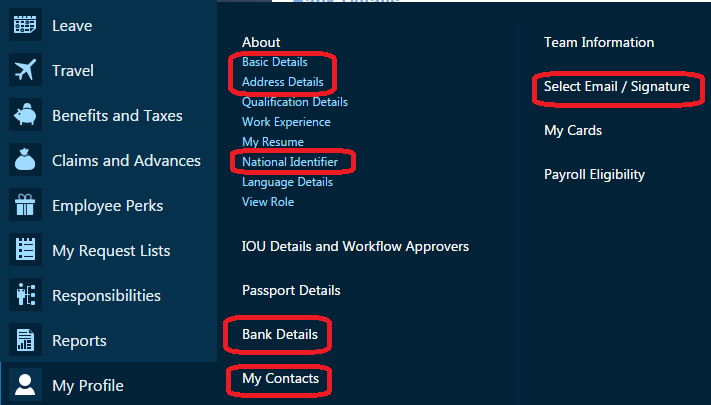 Leave
Travel
Benefits and Taxes
Claims and Advances
Employee Perks
My Request Lists
Responsibilities
Reports
My Profile
About
Basic Details
Address Details
Qualification Details
Work Experience
My Resume
National Identifier
Language Details
View Role
IOU Details and Workflow Approvers
Passport Details
Bank Details
My Contacts
Team Information
Select Email / Signature
My Cards
Payroll Eligibility